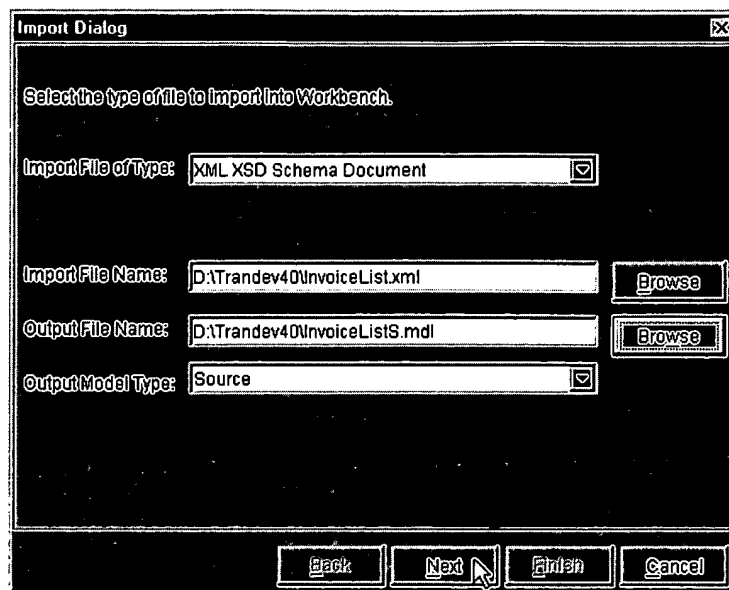 Import Dialog
Select the type of file to import into Workbench.
Import File of Type: XML XSD Schema Document
Import File Name: D:\Trandev40\InvoiceList.xml Browse
Output File Name: D:\Trandev40\InvoiceListS.mdl Browse
Output Model Type: Source
Back Next Finish Cancel